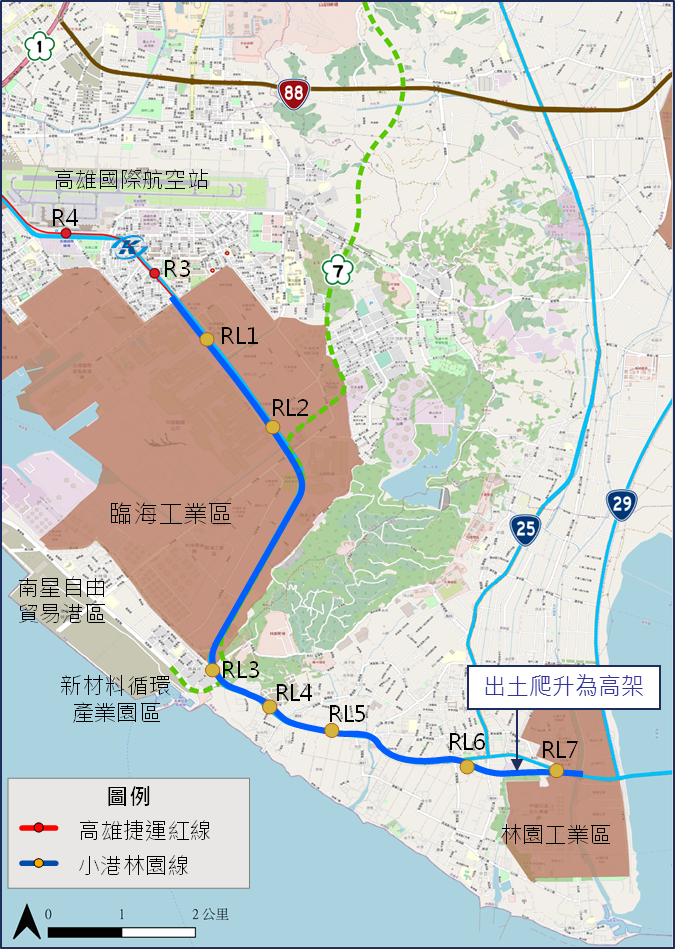 1
88
高雄國際航空站
R4
R3
7
RL1
RL2
臨海工業區
29
25
南星自由
貿易港區
RL3
新材料循環
產業園區
RL4
RL5
出土爬升為高架
RL6
RL7
林園工業區
圖例
高雄捷運紅線
小港林園線
0 1 2 公里